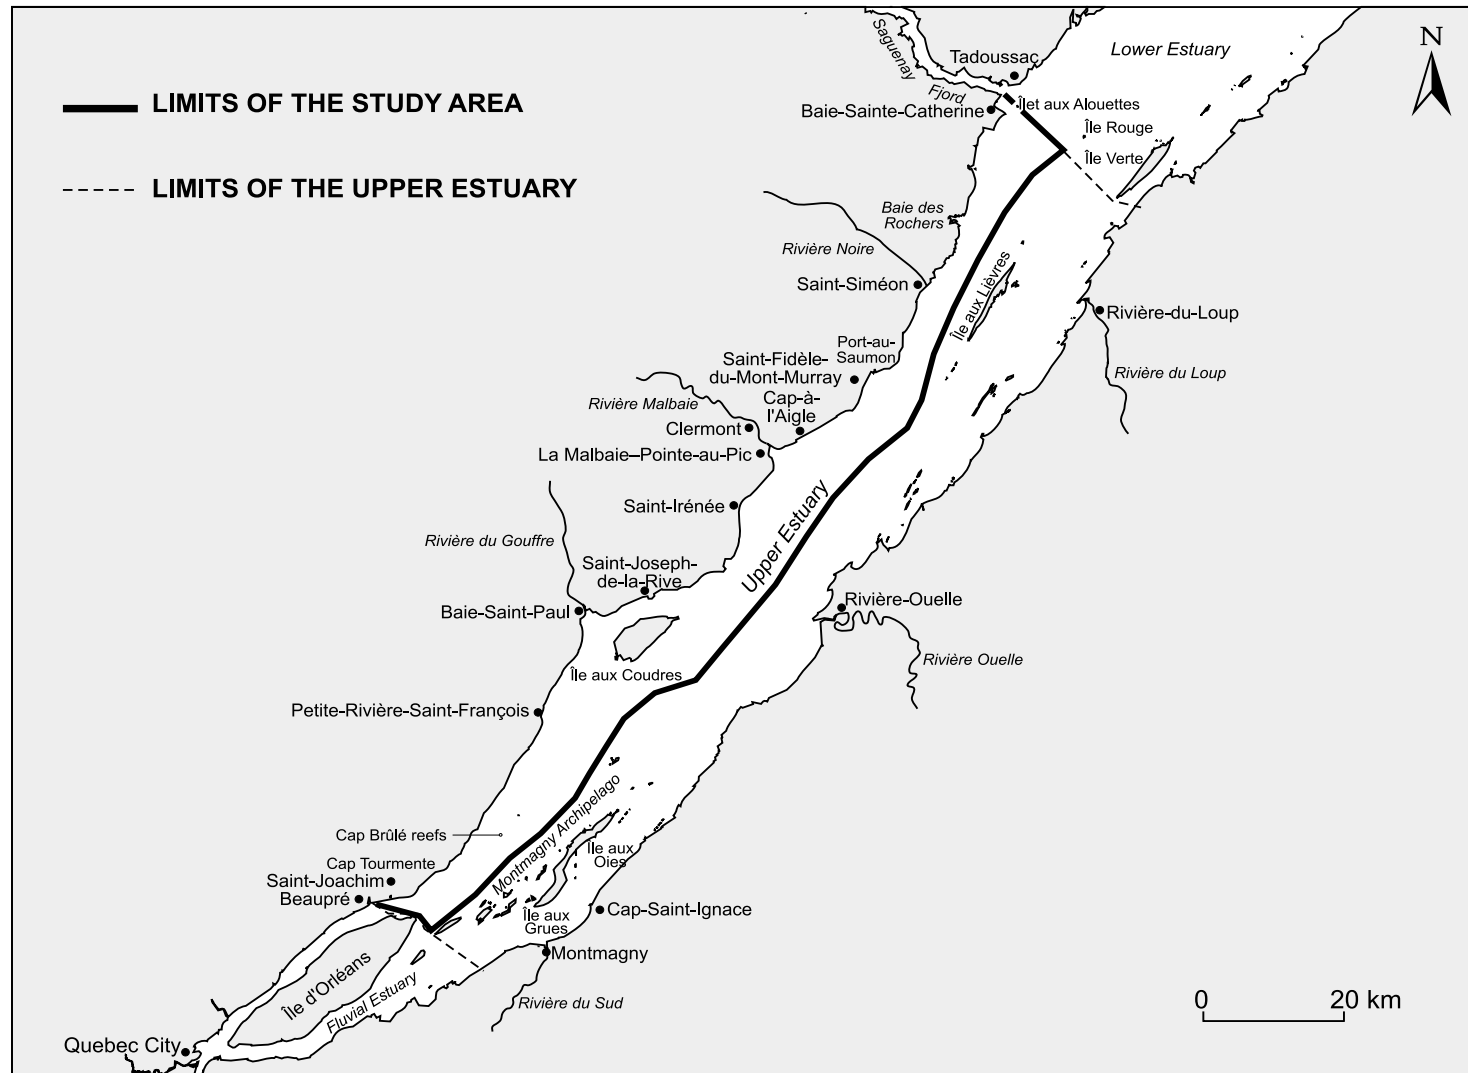 Saguenay
Fjord
Tadoussac
Lower Estuary
N
LIMITS OF THE STUDY AREA
Baie-Sainte-Catherine
Îlet aux Alouettes
Île Rouge
Île Verte
LIMITS OF THE UPPER ESTUARY
Baie des
Rochers
Rivière Noire
Saint-Siméon
Île aux Lièvres
Rivière-du-Loup
Port-au-
Saumon
Saint-Fidèle-
du-Mont-Murray
Rivière du Loup
Rivière Malbaie
Cap-à-
l'Aigle
Clermont
La Malbaie–Pointe-au-Pic
Saint-Irénée
Upper Estuary
Rivière du Gouffre
Saint-Joseph-
de-la-Rive
Baie-Saint-Paul
Rivière-Ouelle
Rivière Ouelle
Île aux Coudres
Petite-Rivière-Saint-François
Montmagny Archipelago
Cap Brûlé reefs
Île aux
Oies
Cap Tourmente
Saint-Joachim
Beaupré
Île aux
Grues
Cap-Saint-Ignace
Montmagny
Île d'Orléans
Fluvial Estuary
Rivière du Sud
0 20 km
Quebec City